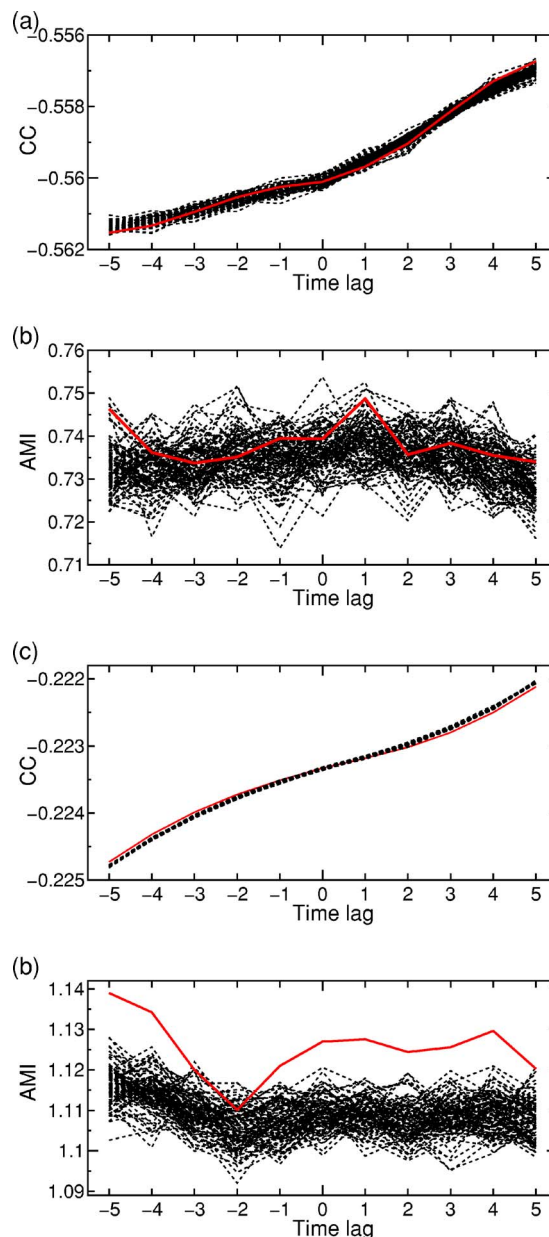 (a)
−0.556
−0.558
−0.56
−0.562
CC
−5 −4 −3 −2 −1 0 1 2 3 4 5
Time lag
(b)
0.76
0.75
0.74
0.73
0.72
0.71
AMI
−5 −4 −3 −2 −1 0 1 2 3 4 5
Time lag
(c)
−0.222
−0.223
−0.224
−0.225
CC
−5 −4 −3 −2 −1 0 1 2 3 4 5
Time lag
(b)
1.14
1.13
1.12
1.11
1.1
1.09
AMI
−5 −4 −3 −2 −1 0 1 2 3 4 5
Time lag